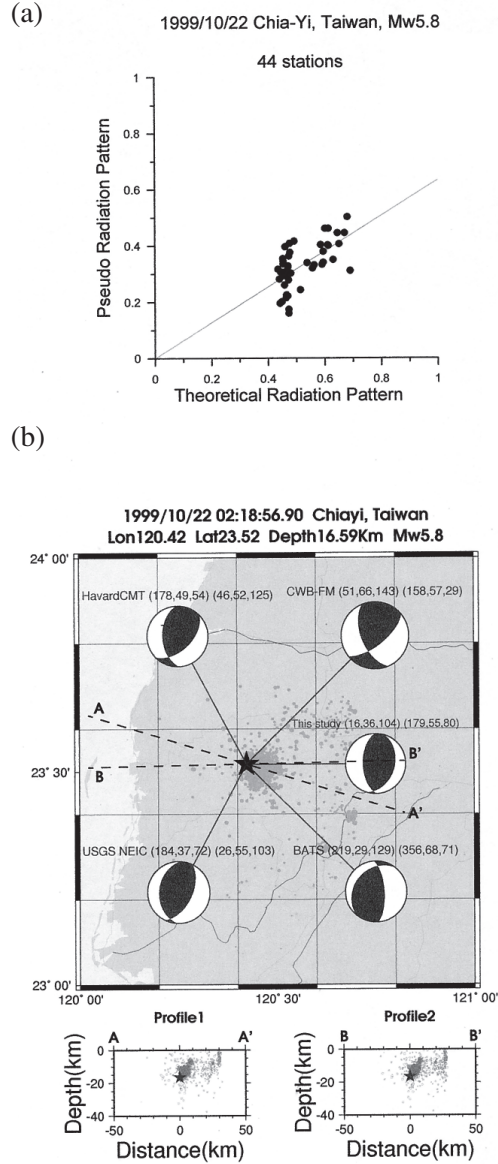 (a)
1999/10/22 Chia-Yi, Taiwan, Mw5.8
44 stations
1
0.8
0.6
0.4
0.2
0
Pseudo Radiation Pattern
0 0.2 0.4 0.6 0.8 1
Theoretical Radiation Pattern
(b)
1999/10/22 02:18:56.90 Chiayi, Taiwan
Lon120.42 Lat23.52 Depth16.59Km Mw5.8
24° 00'
HavardCMT (178,49,54) (46,52,125) CWB-FM (51,66,143) (158,57,29)
A
This study (16,36,104) (179,55,80)
B'
B
23° 30'
A'
USGS NEIC (184,37,72) (26,55,103) BATS (219,29,129) (356,68,71)
23° 00'
120° 00' 120° 30' 121° 00'
Profile1 Profile2
A A' B B'
Depth(km) 0 -20 -40 Depth(km) 0 -20 -40
-50 0 50 -50 0 50
Distance(km) Distance(km)